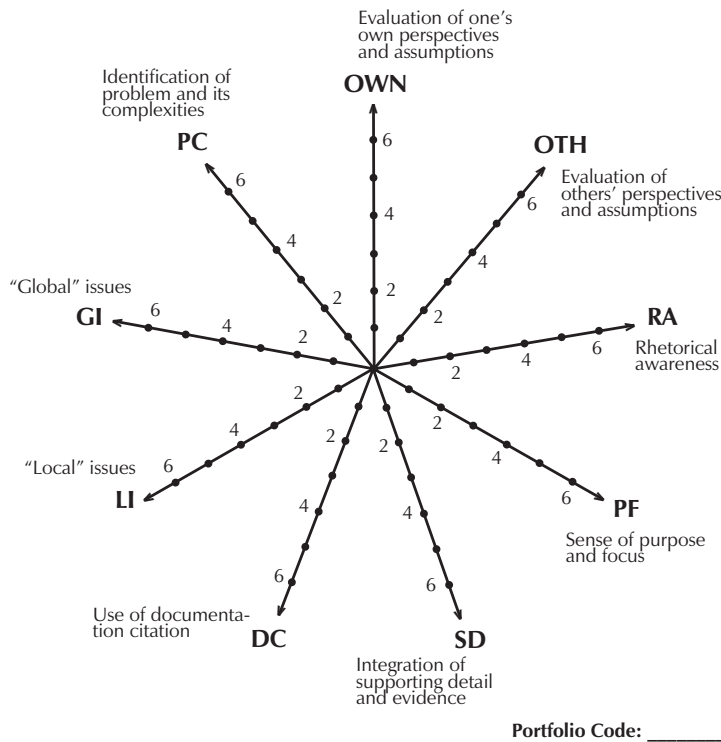 Evaluation of one's
own perspectives
and assumptions
OWN
6
4
2
OTH
Evaluation of
others' perspectives
and assumptions
6
4
2
RA
Rhetorical
awareness
2
4
6
PF
Sense of purpose
and focus
2
4
6
SD
Integration of
supporting detail
and evidence
2
4
6
DC
Use of documenta-
tion citation
2
4
6
LI
"Local" issues
2
4
6
GI
"Global" issues
6
4
2
PC
Identification of
problem and its
complexities
6
4
2
Portfolio Code: ________